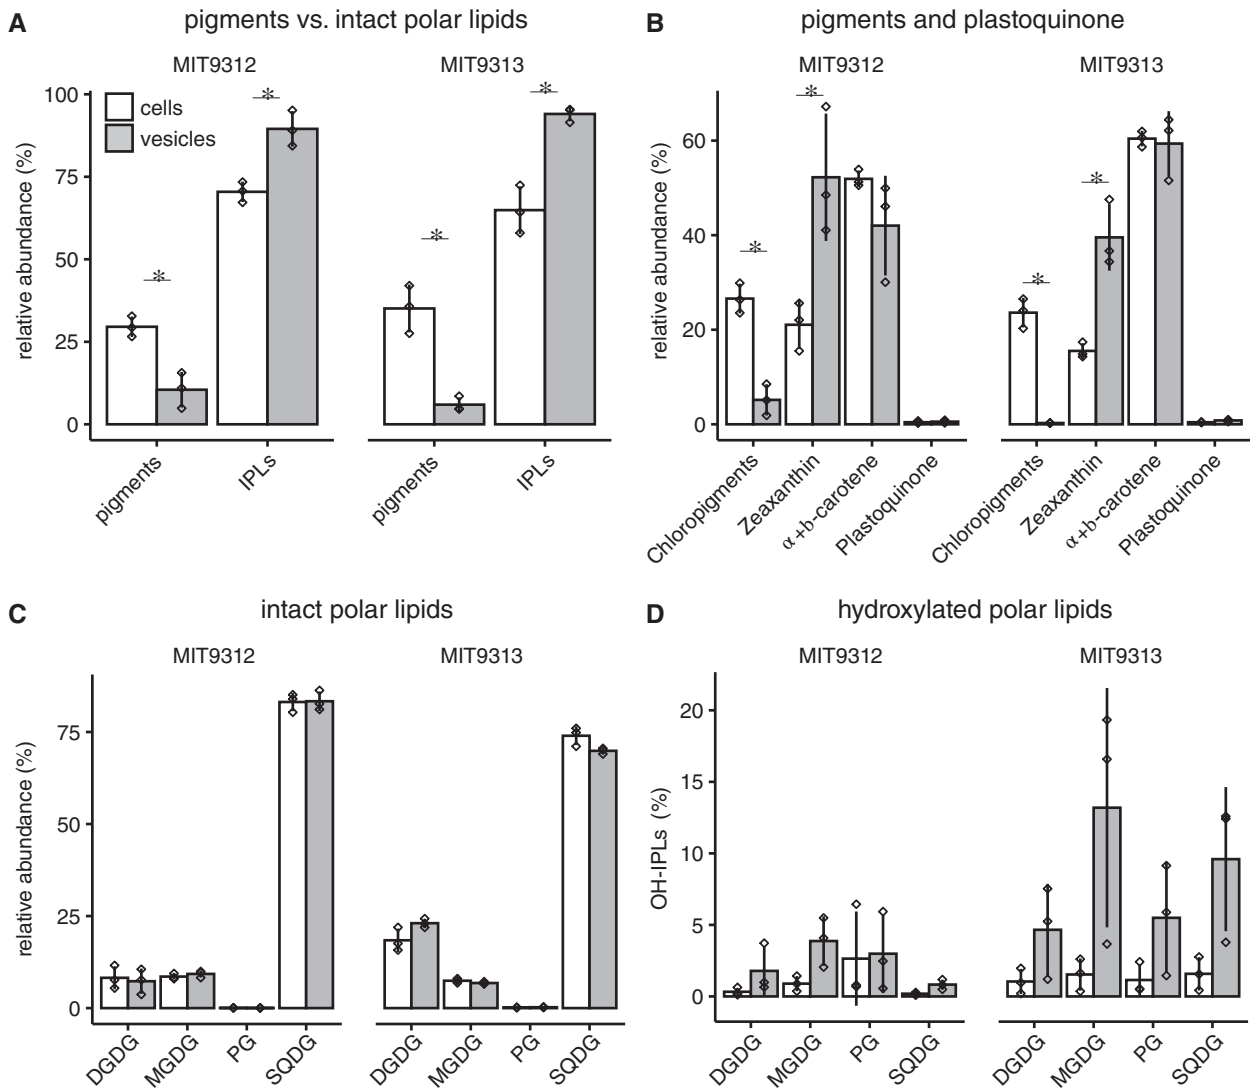 A
pigments vs. intact polar lipids
MIT9312
MIT9313
relative abundance (%)
100
75
50
25
0
cells
vesicles
*
*
*
*
pigments
IPLs
pigments
IPLs
B
pigments and plastoquinone
MIT9312
MIT9313
relative abundance (%)
60
40
20
0
*
*
*
*
Chloropigments
Zeaxanthin
α+b-carotene
Plastoquinone
Chloropigments
Zeaxanthin
α+b-carotene
Plastoquinone
C
intact polar lipids
MIT9312
MIT9313
relative abundance (%)
75
50
25
0
DGDG
MGDG
PG
SQDG
DGDG
MGDG
PG
SQDG
D
hydroxylated polar lipids
MIT9312
MIT9313
OH-IPLs (%)
20
15
10
5
0
DGDG
MGDG
PG
SQDG
DGDG
MGDG
PG
SQDG